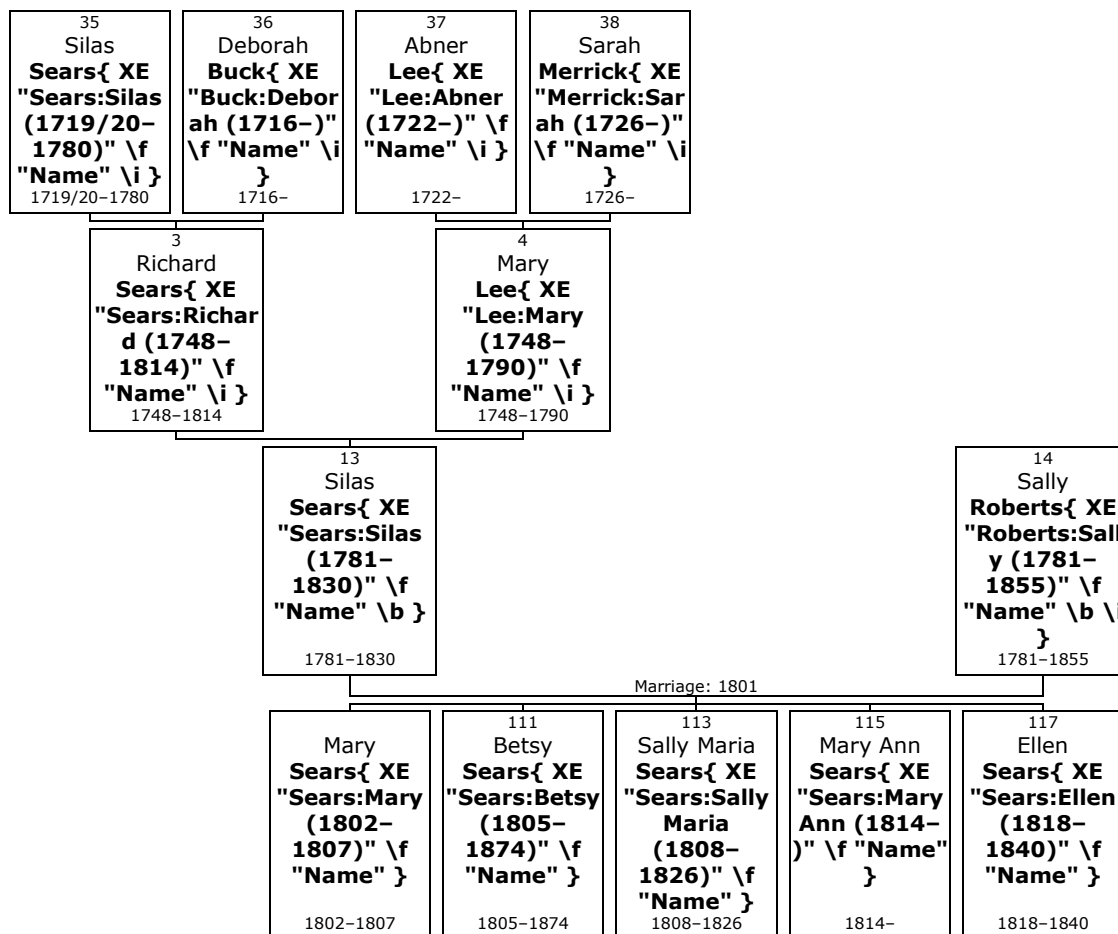 35
Silas
Sears{ XE
"Sears:Silas
(1719/20–
1780)" \f
"Name" \i }
1719/20–1780
36
Deborah
Buck{ XE
"Buck:Debor
ah (1716–)"
\f "Name" \i
}
1716–
37
Abner
Lee{ XE
"Lee:Abner
(1722–)" \f
"Name" \i }
1722–
38
Sarah
Merrick{ XE
"Merrick:Sar
ah (1726–)"
\f "Name" \i
}
1726–
3
Richard
Sears{ XE
"Sears:Richar
d (1748–
1814)" \f
"Name" \i }
1748–1814
4
Mary
Lee{ XE
"Lee:Mary
(1748–
1790)" \f
"Name" \i }
1748–1790
13
Silas
Sears{ XE
"Sears:Silas
(1781–
1830)" \f
"Name" \b }
1781–1830
14
Sally
Roberts{ XE
"Roberts:Sall
y (1781–
1855)" \f
"Name" \b \i
}
1781–1855
Marriage: 1801
Mary
Sears{ XE
"Sears:Mary
(1802–
1807)" \f
"Name" }
1802–1807
111
Betsy
Sears{ XE
"Sears:Betsy
(1805–
1874)" \f
"Name" }
1805–1874
113
Sally Maria
Sears{ XE
"Sears:Sally
Maria
(1808–
1826)" \f
"Name" }
1808–1826
115
Mary Ann
Sears{ XE
"Sears:Mary
Ann (1814–
)" \f "Name"
}
1814–
117
Ellen
Sears{ XE
"Sears:Ellen
(1818–
1840)" \f
"Name" }
1818–1840